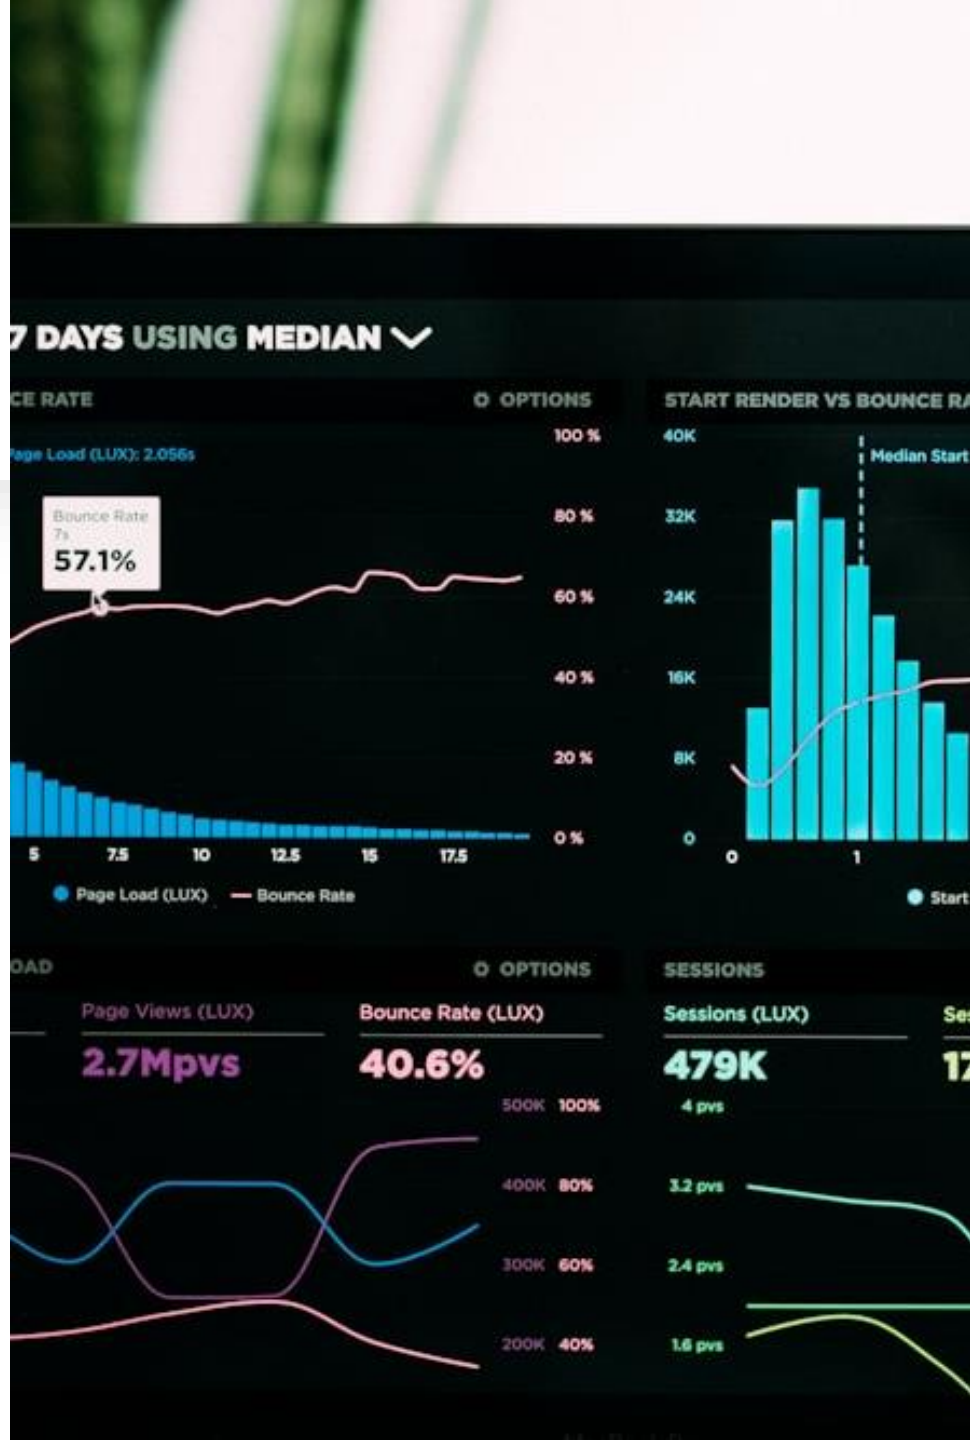 7 DAYS USING MEDIAN
CE RATE
OPTIONS
Page Load (LUX): 2.056s
100 %
80 %
60 %
40 %
20 %
0 %
Bounce Rate
7s
57.1%
5 7.5 10 12.5 15 17.5
Page Load (LUX) Bounce Rate
START RENDER VS BOUNCE RA
40K
Median Start
32K
24K
16K
8K
0
0 1
Start
OAD
OPTIONS
Page Views (LUX)
2.7Mpvs
Bounce Rate (LUX)
40.6%
500K 100%
400K 80%
300K 60%
200K 40%
SESSIONS
Sessions (LUX)
479K
Ses
17
4 pvs
3.2 pvs
2.4 pvs
1.6 pvs